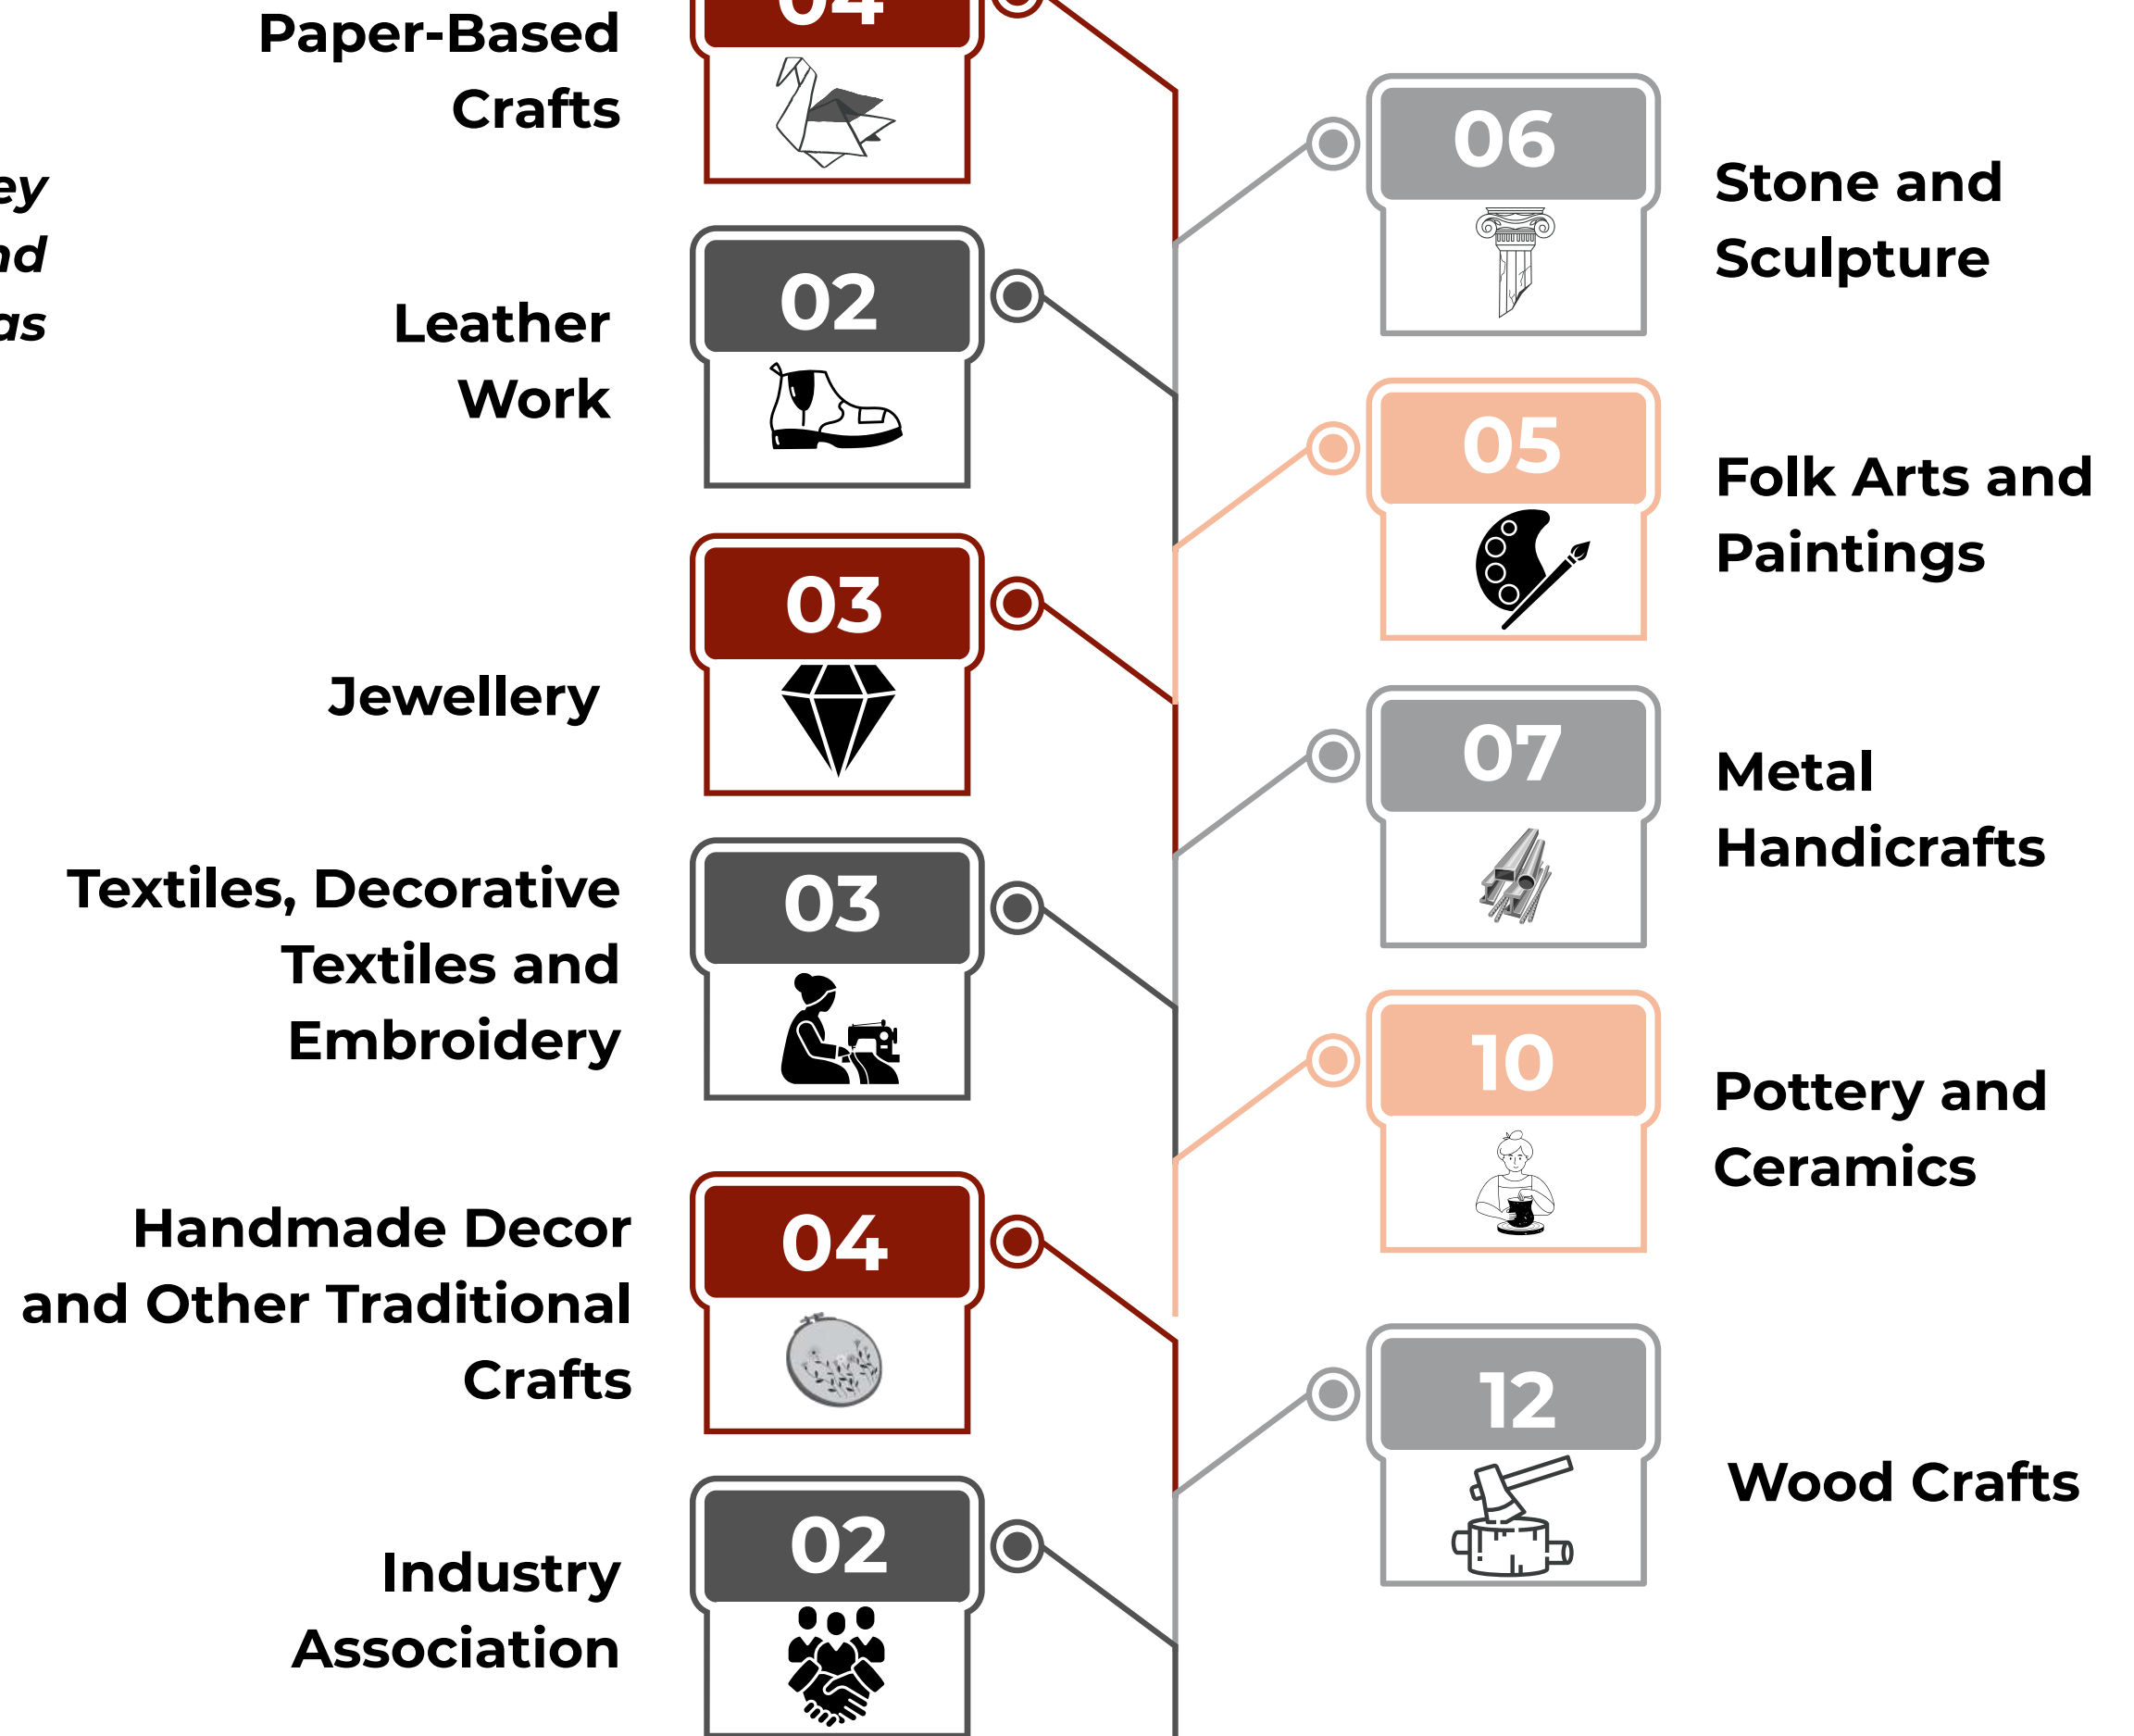 04
Paper-Based
Crafts
06
Stone and
Sculpture
02
Leather
Work
05
Folk Arts and
Paintings
03
Jewellery
07
Metal
Handicrafts
03
Textiles, Decorative
Textiles and
Embroidery
10
Pottery and
Ceramics
04
Handmade Decor
and Other Traditional
Crafts
12
Wood Crafts
02
Industry
Association